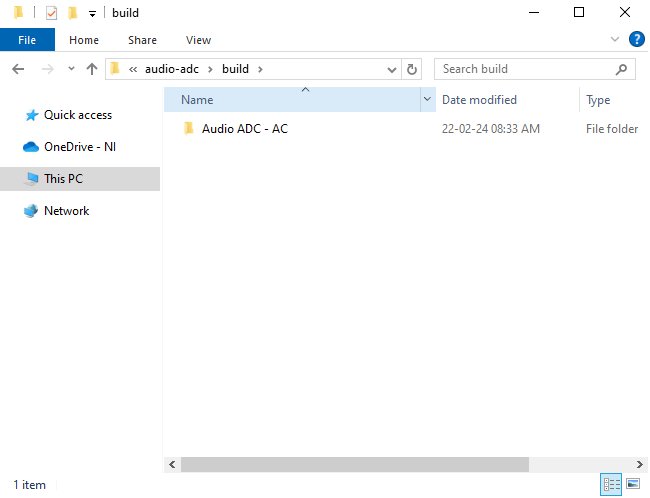 build
File Home Share View
« audio-adc > build > Search build
Name Date modified Type
Quick access
Audio ADC - AC 22-02-24 08:33 AM File folder
OneDrive - NI
This PC
Network
1 item